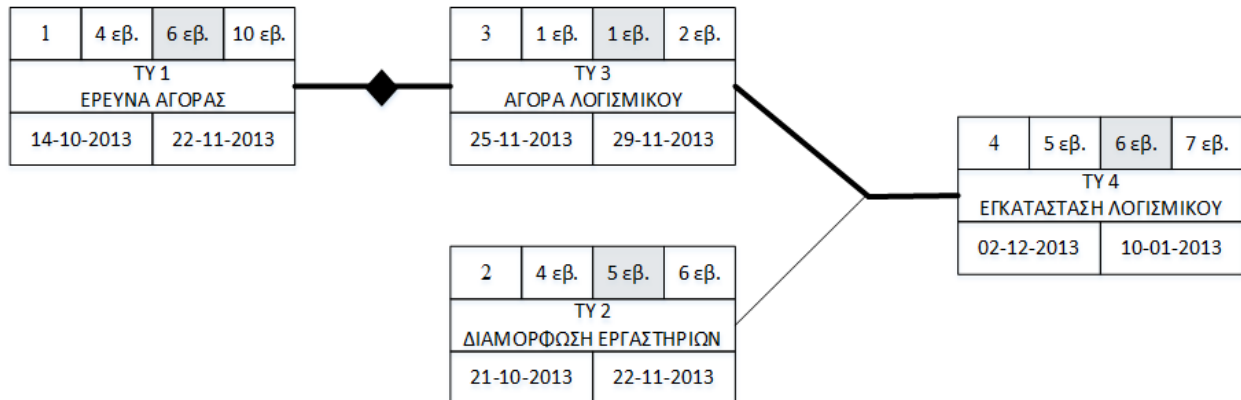 1 4 εβ. 6 εβ. 10 εβ.
ΤΥ 1
ΕΡΕΥΝΑ ΑΓΟΡΑΣ
14-10-2013 22-11-2013
3 1 εβ. 1 εβ. 2 εβ.
ΤΥ 3
ΑΓΟΡΑ ΛΟΓΙΣΜΙΚΟΥ
25-11-2013 29-11-2013
4 5 εβ. 6 εβ. 7 εβ.
ΤΥ 4
ΕΓΚΑΤΑΣΤΑΣΗ ΛΟΓΙΣΜΙΚΟΥ
02-12-2013 10-01-2013
2 4 εβ. 5 εβ. 6 εβ.
ΤΥ 2
ΔΙΑΜΟΡΦΩΣΗ ΕΡΓΑΣΤΗΡΙΩΝ
21-10-2013 22-11-2013